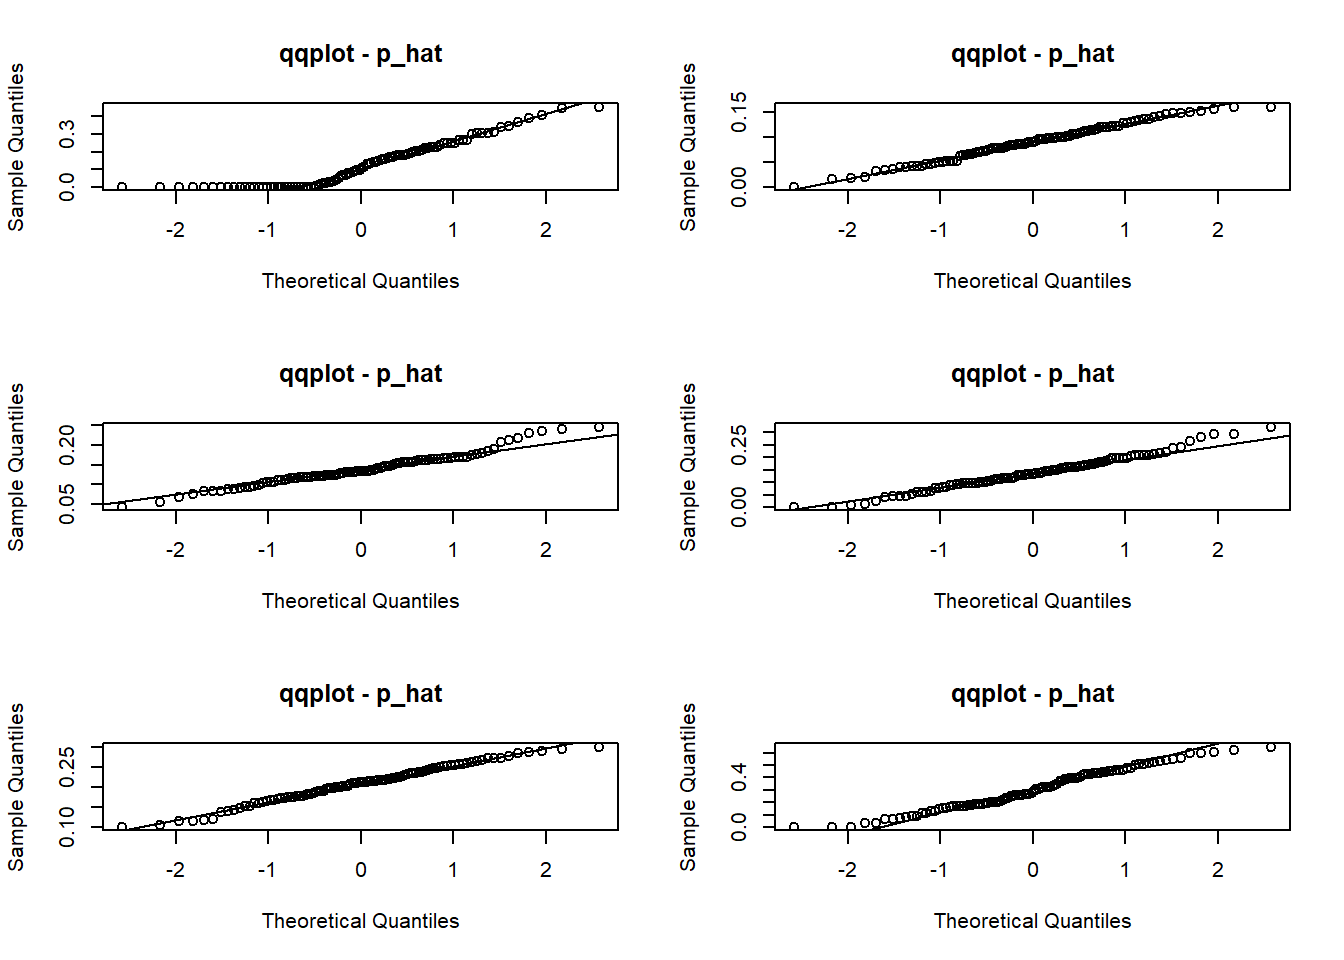 qqplot - p_hat
Sample Quantiles
0.0 0.3
-2 -1 0 1 2
Theoretical Quantiles
qqplot - p_hat
Sample Quantiles
0.00 0.15
-2 -1 0 1 2
Theoretical Quantiles
qqplot - p_hat
Sample Quantiles
0.05 0.20
-2 -1 0 1 2
Theoretical Quantiles
qqplot - p_hat
Sample Quantiles
0.00 0.25
-2 -1 0 1 2
Theoretical Quantiles
qqplot - p_hat
Sample Quantiles
0.10 0.25
-2 -1 0 1 2
Theoretical Quantiles
qqplot - p_hat
Sample Quantiles
0.0 0.4
-2 -1 0 1 2
Theoretical Quantiles